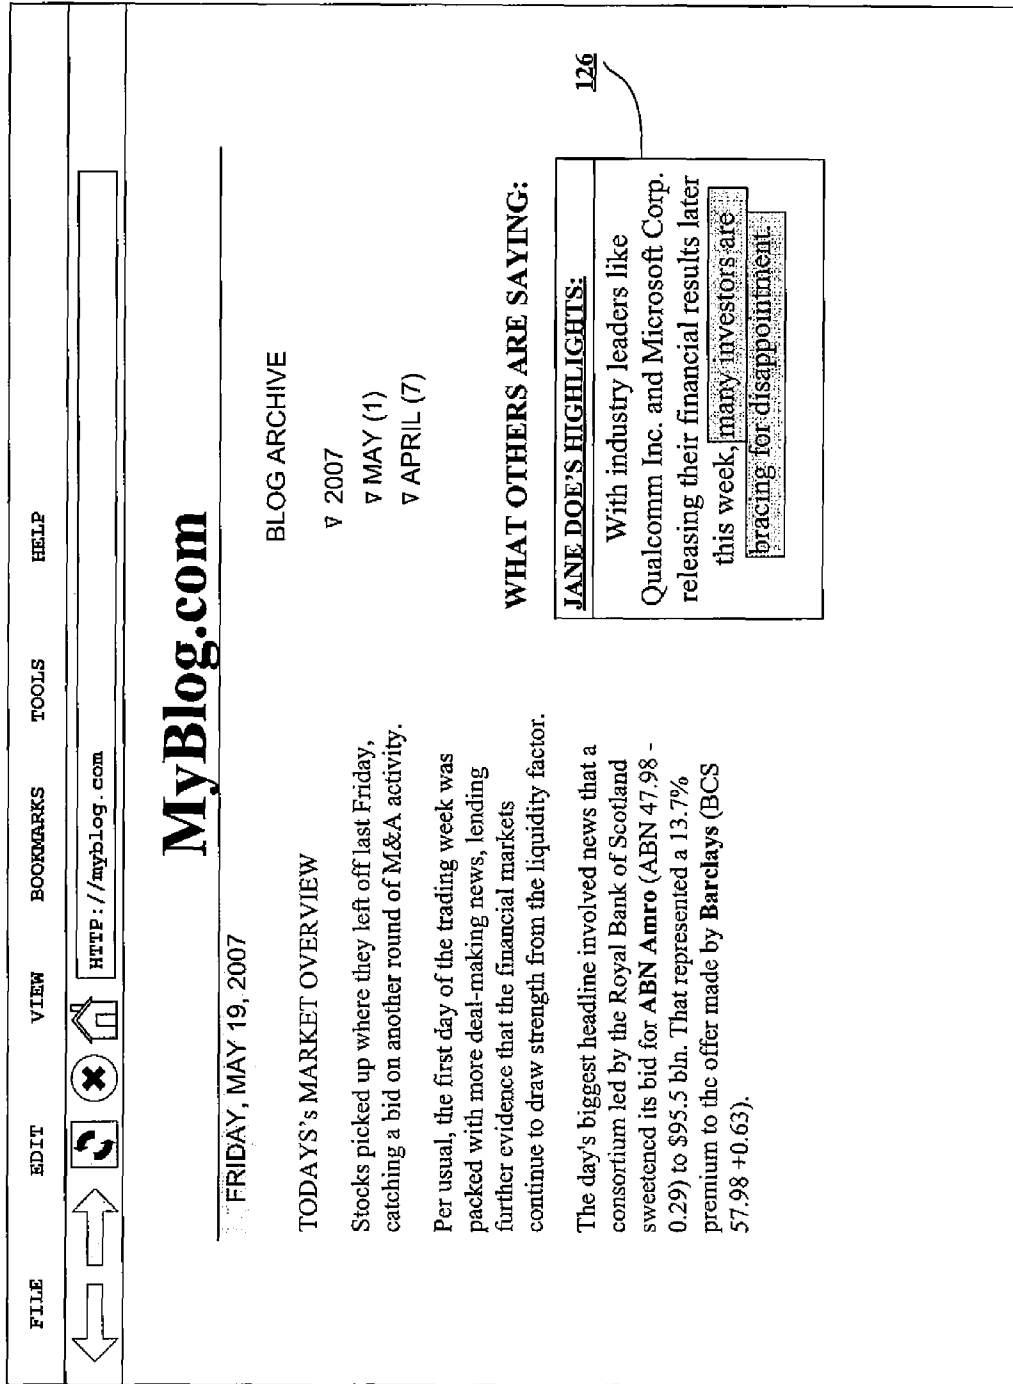 FILE EDIT VIEW BOOKMARKS TOOLS HELP
HTTP://myblog.com
MyBlog.com
FRIDAY, MAY 19, 2007
TODAYS's MARKET OVERVIEW
Stocks picked up where they left off last Friday,
catching a bid on another round of M&A activity.
Per usual, the first day of the trading week was
packed with more deal-making news, lending
further evidence that the financial markets
continue to draw strength from the liquidity factor.
The day's biggest headline involved news that a
consortium led by the Royal Bank of Scotland
sweetened its bid for ABN Amro (ABN 47.98 -
0.29) to $95.5 bln. That represented a 13.7%
premium to the offer made by Barclays (BCS
57.98 +0.63).
BLOG ARCHIVE
∇ 2007
∇ MAY (1)
∇ APRIL (7)
WHAT OTHERS ARE SAYING:
JANE DOE'S HIGHLIGHTS:
With industry leaders like
Qualcomm Inc. and Microsoft Corp.
releasing their financial results later
this week, many investors are
bracing for disappointment.
126